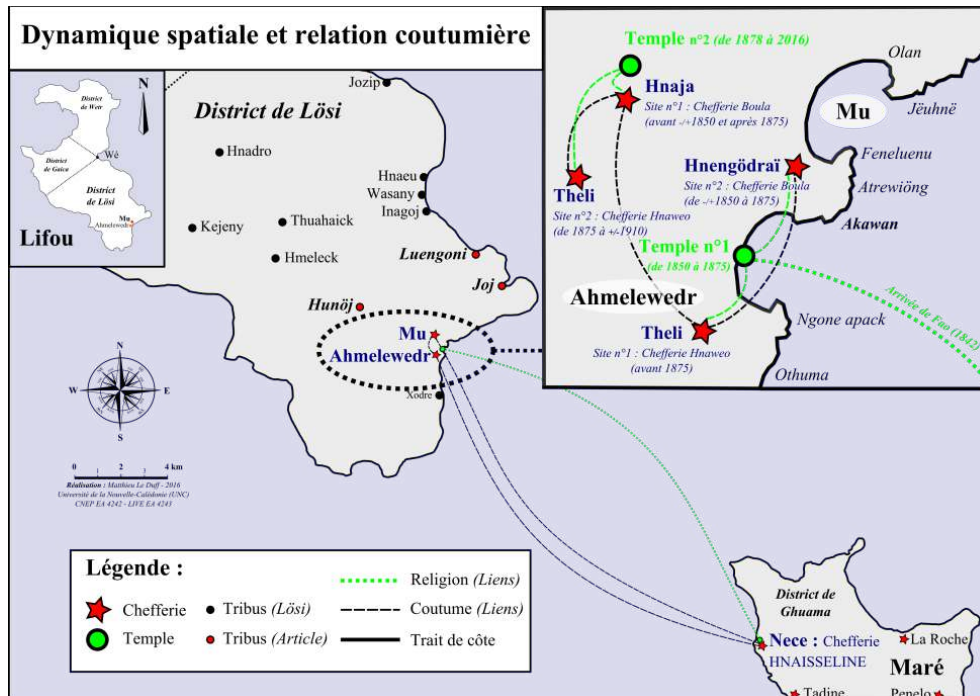 Dynamique spatiale et relation coutumière
N
District
de Wet
Wé
District
de Gaica
District
de Lösi
Mu
Ahmelewedr
Lifou
Jozip
District de Lösi
Hnadro
Hnaeu
Wasany
Inagoj
Kejeny
Thuahaick
Hmeleck
Luengoni
Joj
Hunöj
Mu
Ahmelewedr
Xodre
N
W
E
S
0 2 4 km
Réalisation : Matthieu Le Duff - 2016
Université de la Nouvelle-Calédonie (UNC)
CNEP EA 4242 - LIVE EA 4243
Temple n°2 (de 1878 à 2016)
Olan
Hnaja
Site n°1 : Chefferie Boula
(avant -/+1850 et après 1875)
Mu
Jëuhnë
Feneluenu
Hnengödraï
Site n°2 : Chefferie Boula
(de -/+1850 à 1875)
Atrewiöng
Theli
Site n°2 : Chefferie Hnaweo
(de 1875 à +/-1910)
Akawan
Temple n°1
(de 1850 à 1875)
Arrivée de Fao (1842)
Ahmelewedr
Ngone apack
Theli
Site n°1 : Chefferie Hnaweo
(avant 1875)
Othuma
Légende :
Chefferie
Temple
Tribus (Lösi)
Tribus (Article)
Religion (Liens)
Coutume (Liens)
Trait de côte
District de
Ghuama
Nece : Chefferie
HNAISSELINE
La Roche
Maré
Tadine
Penelo